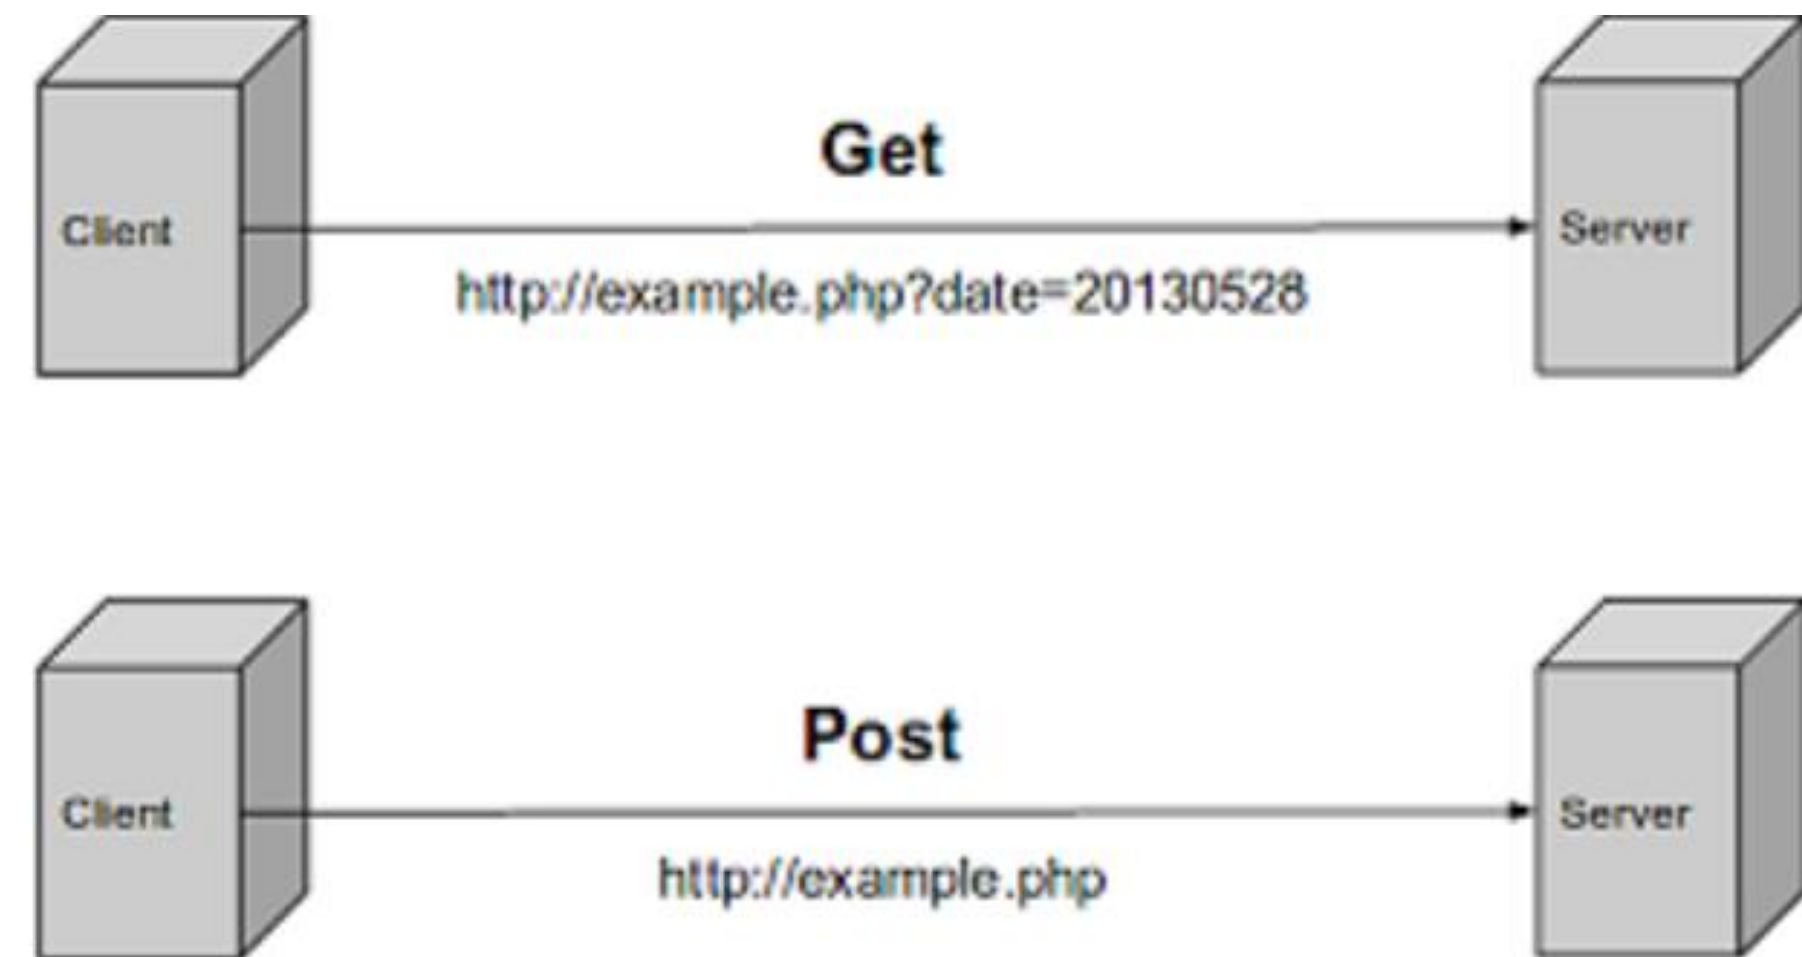 Get
Client
Server
http://example.php?date=20130528
Post
Client
Server
http://example.php